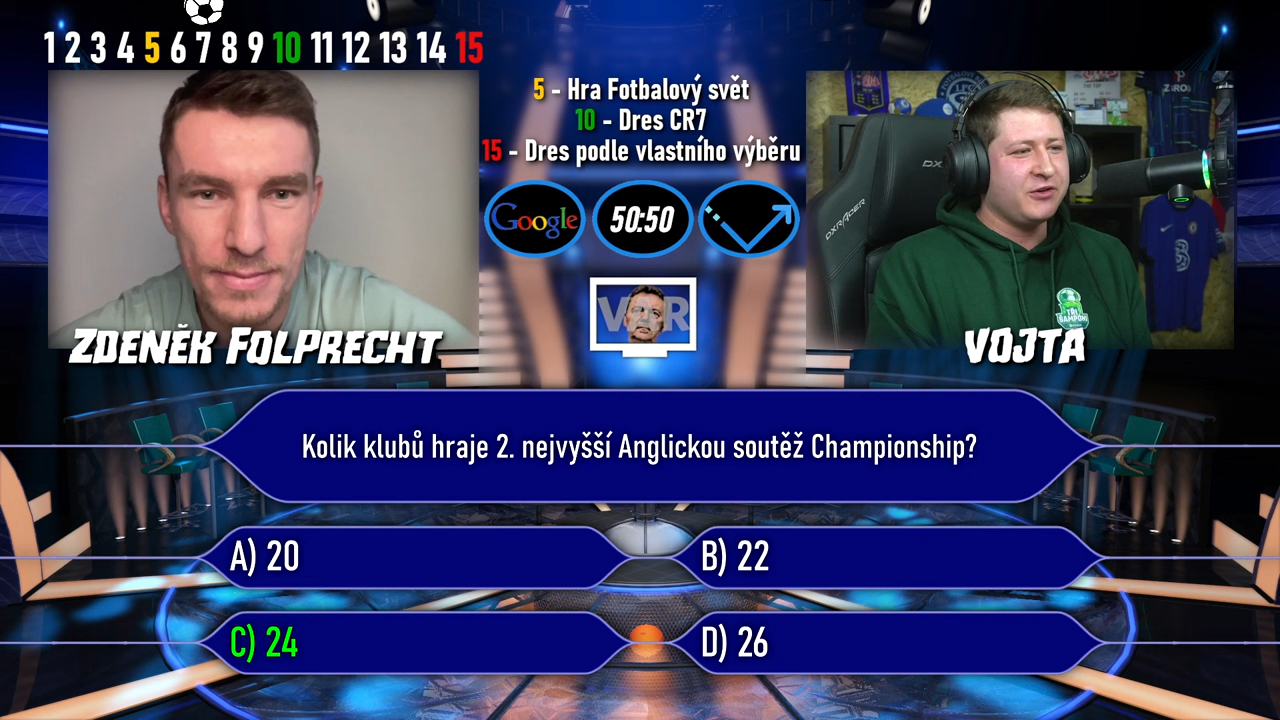 1 2 3 4 5 6 7 8 9 10 11 12 13 14 15
5 - Hra Fotbalový svět
10 - Dres CR7
15 - Dres podle vlastního výběru
Google
50:50
ZDENĚK FOLPRECHT
VOJTA
DXRACER
Kolik klubů hraje 2. nejvyšší Anglickou soutěž Championship?
A) 20
B) 22
C) 24
D) 26